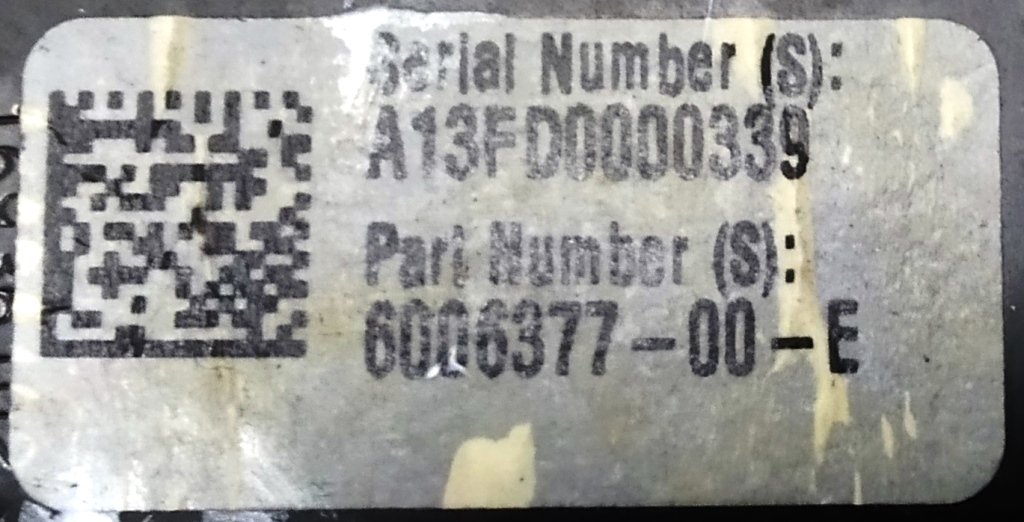 Serial Number (S):
A13FD0000339
Part Number (S):
6006377-00-E